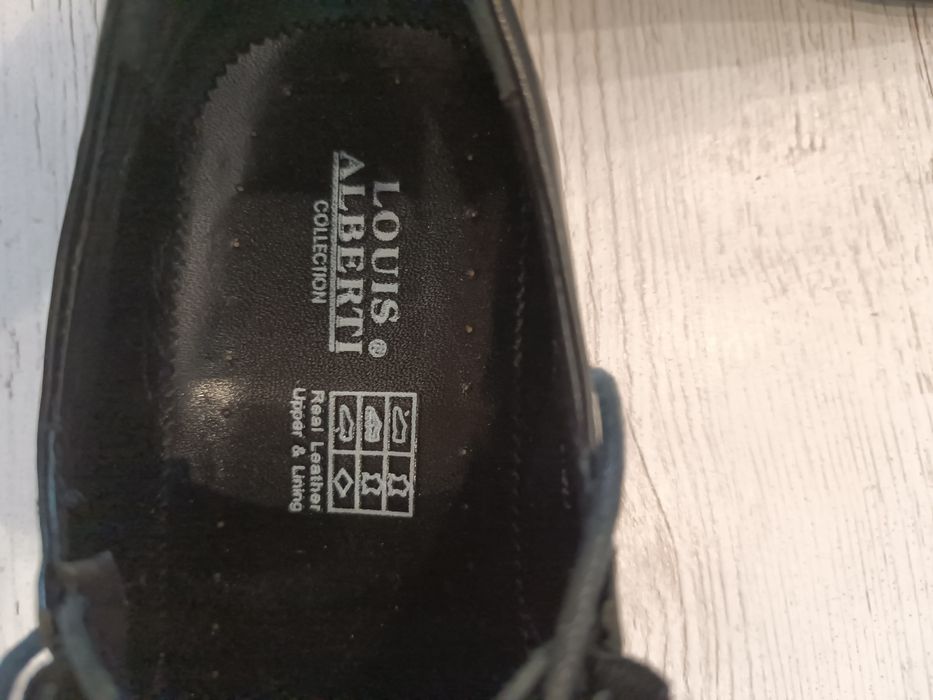 LOUIS ®
ALBERTI
COLLECTION
Real Leather
Upper & Lining